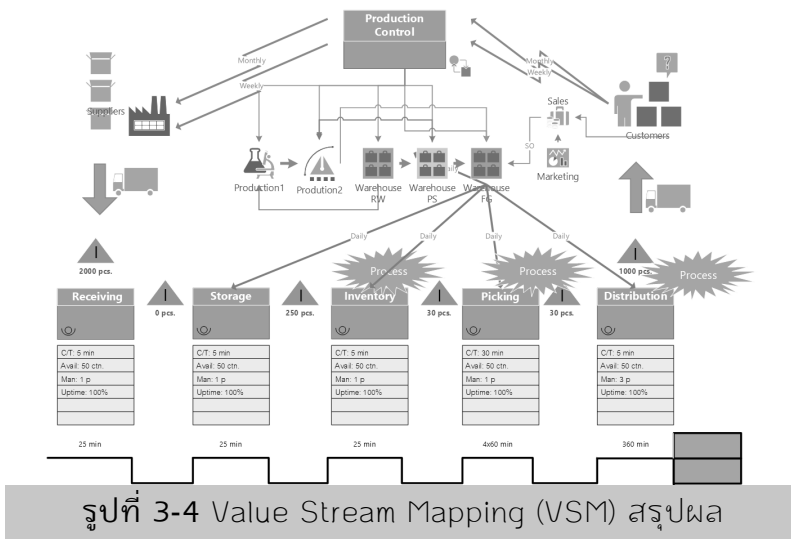 Production
Control
Monthly
Weekly
Monthly
Weekly
?
Suppliers
Customers
Sales
SO
Marketing
Production1
Prodution2
Warehouse
RW
Warehouse
PS
Warehouse
FG
Daily
Daily
Daily
Daily
I
2000 pcs.
I
0 pcs.
I
250 pcs.
I
30 pcs.
I
30 pcs.
I
1000 pcs.
Process
Process
Process
Receiving
C/T: 5 min
Avail: 50 ctn.
Man: 1 p
Uptime: 100%
Storage
C/T: 5 min
Avail: 50 ctn.
Man: 1 p
Uptime: 100%
Inventory
C/T: 5 min
Avail: 50 ctn.
Man: 1 p
Uptime: 100%
Picking
C/T: 30 min
Avail: 50 ctn.
Man: 1 p
Uptime: 100%
Distribution
C/T: 5 min
Avail: 50 ctn.
Man: 3 p
Uptime: 100%
25 min
25 min
25 min
4x60 min
360 min
รูปที่ 3-4 Value Stream Mapping (VSM) สรุปผล